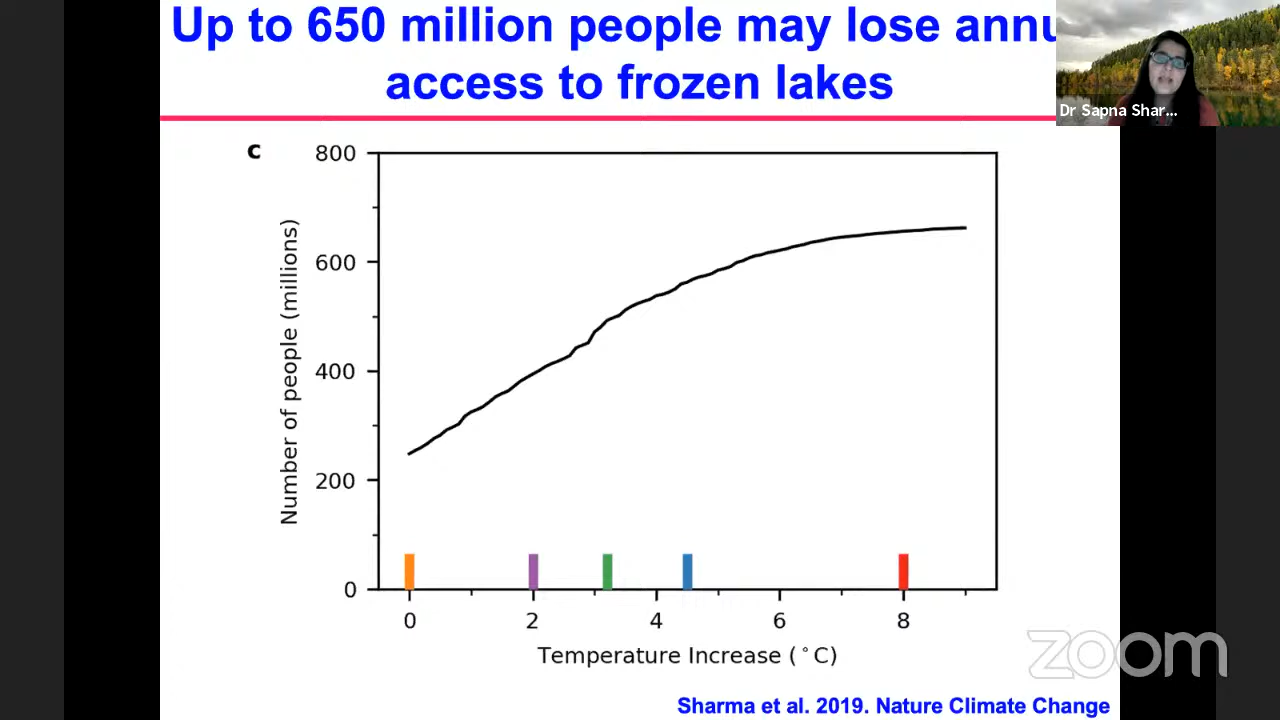 Up to 650 million people may lose annu
access to frozen lakes
Dr Sapna Shar...
c
800
600
400
200
0
Number of people (millions)
0 2 4 6 8
Temperature Increase (°C)
zoom
Sharma et al. 2019. Nature Climate Change